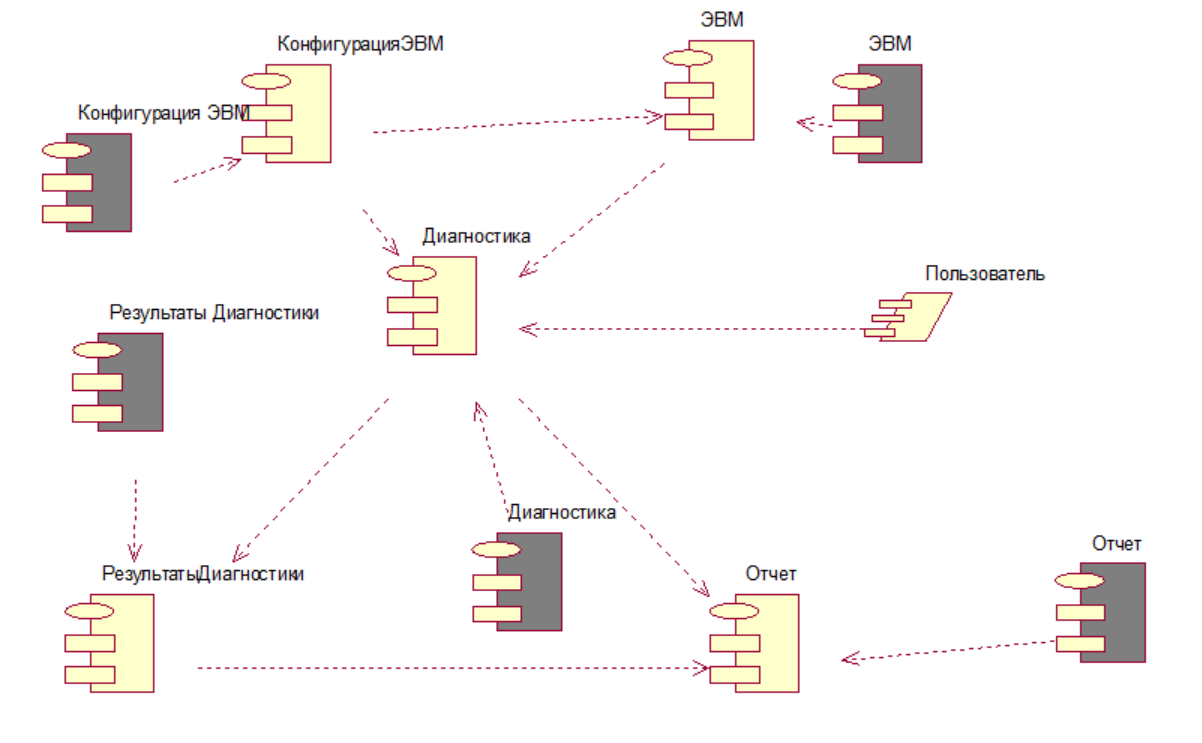 ЭВМ
КонфигурацияЭВМ
ЭВМ
Конфигурация ЭВМ
Диагностика
Пользователь
Результаты Диагностики
Диагностика
Отчет
РезультатыДиагностики
Отчет